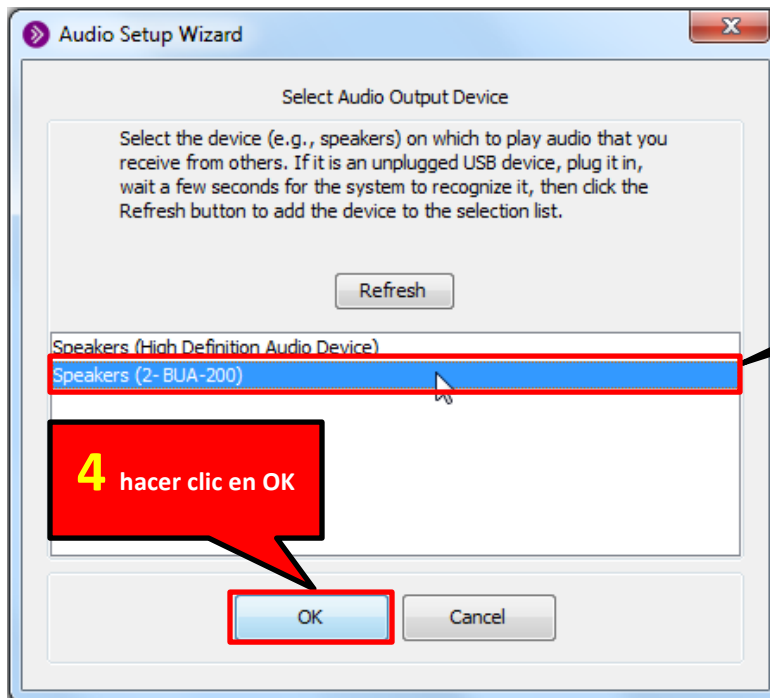 Audio Setup Wizard
Select Audio Output Device
Select the device (e.g., speakers) on which to play audio that you
receive from others. If it is an unplugged USB device, plug it in,
wait a few seconds for the system to recognize it, then click the
Refresh button to add the device to the selection list.
Refresh
Speakers (High Definition Audio Device)
Speakers (2- BUA-200)
4 hacer clic en OK
OK
Cancel